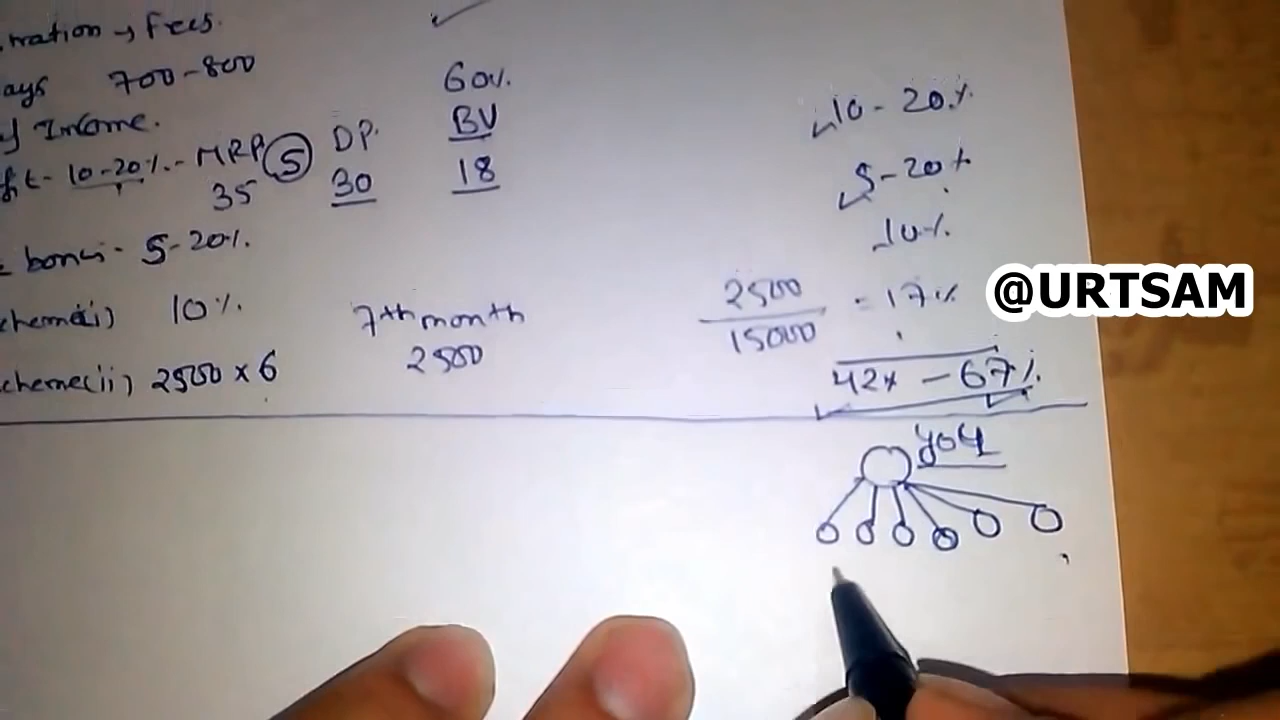 ration → fees.
ays 700-800
60%.
Income.
DP.
BV
10 - 20%.
10-20%. - MRP (5)
35
30
18
5-20%
bonus - 5-20%.
10%.
scheme(i) 10%.
7th month
2500
2500/15000 = 17%
scheme(ii) 2500 x 6
42% - 67%.
you
@URTSAM